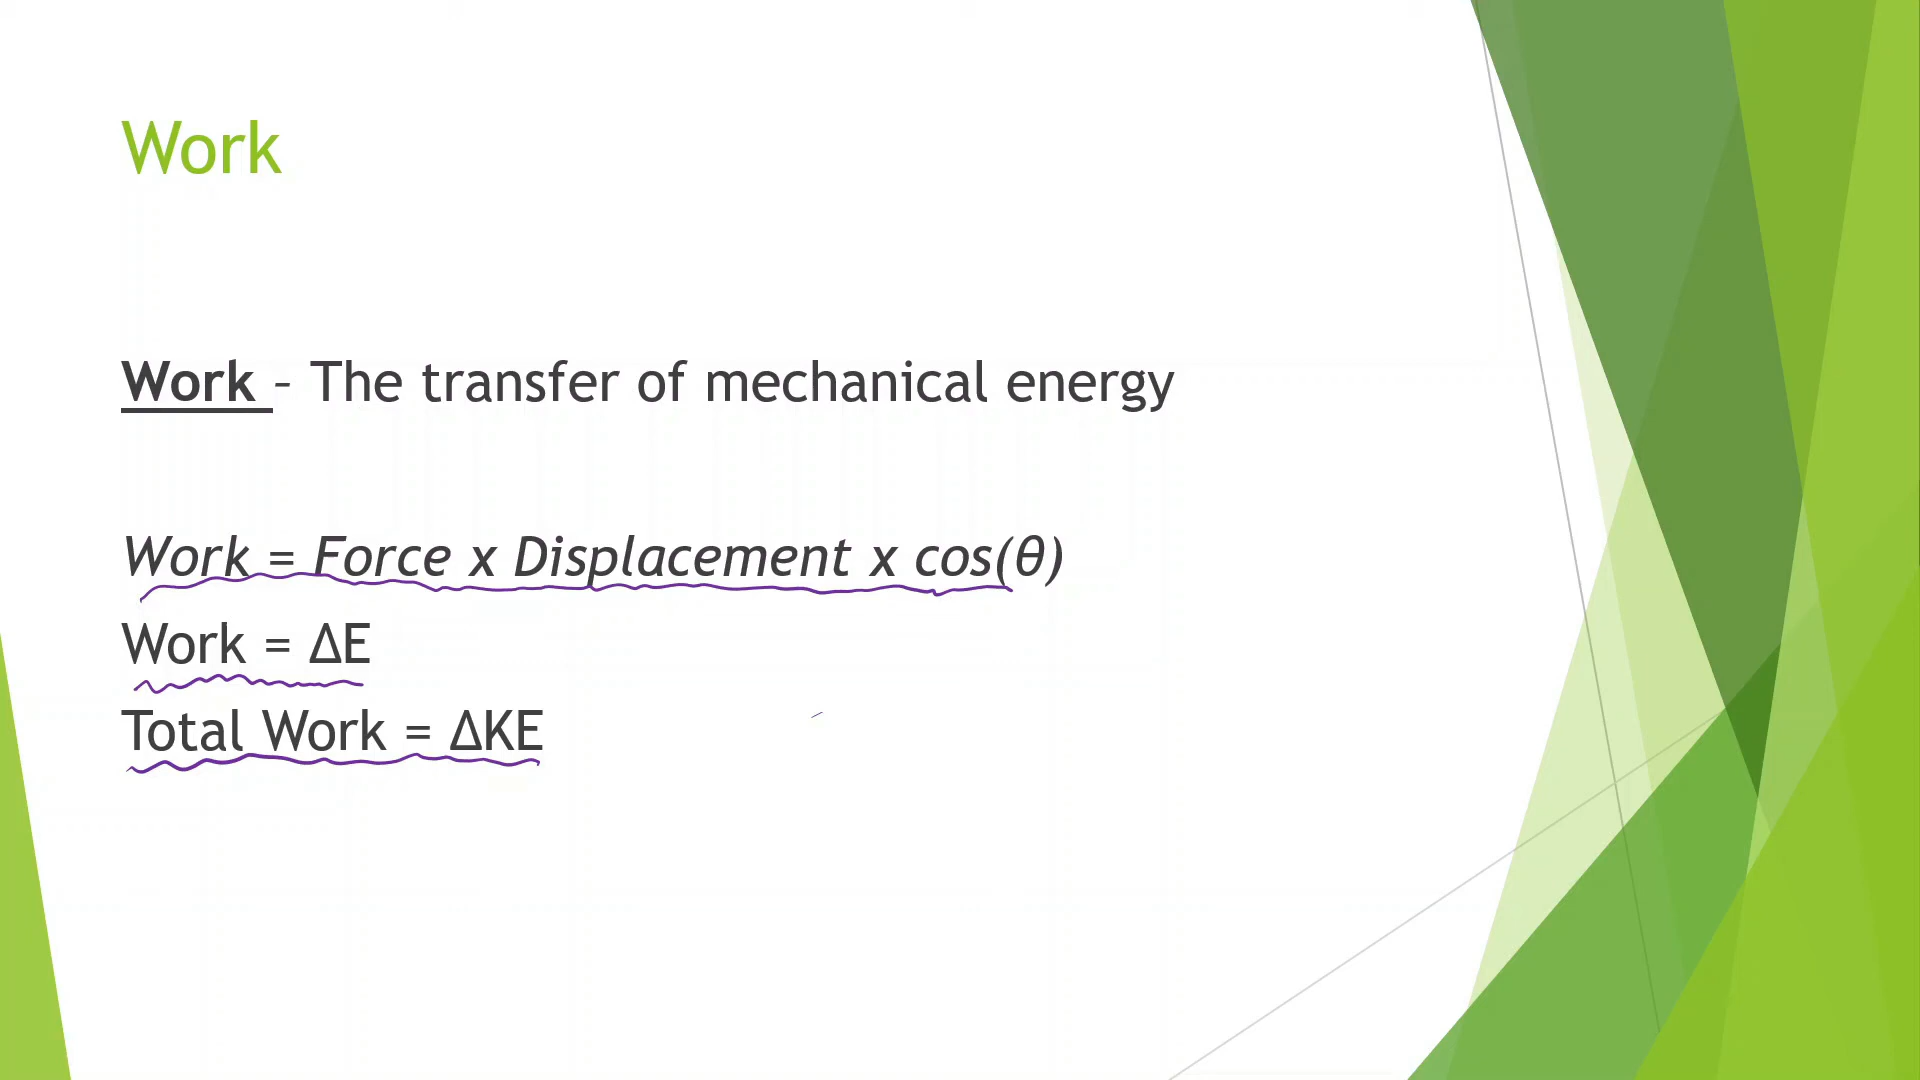 Work
Work – The transfer of mechanical energy
Work = Force x Displacement x cos(θ)
Work = ΔE
Total Work = ΔKE